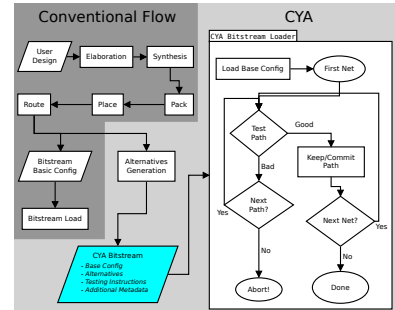 Conventional Flow
CYA
CYA Bitstream Loader
User
Design
Elaboration
Synthesis
Load Base Config
First Net
Route
Place
Pack
Test
Path
Good
Keep/Commit
Path
Bad
Bitstream
Basic Config
Alternatives
Generation
Next
Path?
Yes
Next Net?
Yes
Bitstream Load
No
No
CYA Bitstream
- Base Config
- Alternatives
- Testing Instructions
- Additional Metadata
Abort!
Done